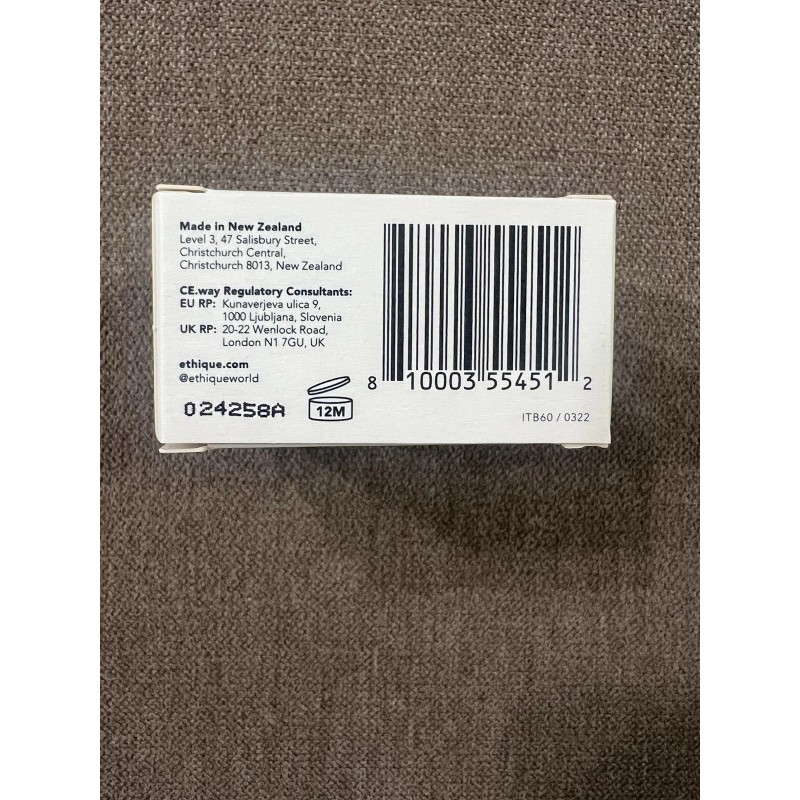 Made in New Zealand
Level 3, 47 Salisbury Street,
Christchurch Central,
Christchurch 8013, New Zealand
CE.way Regulatory Consultants:
EU RP: Kunaverjeva ulica 9,
1000 Ljubljana, Slovenia
UK RP: 20-22 Wenlock Road,
London N1 7GU, UK
ethique.com
@ethiqueworld
024258A
12M
8 10003 55451 2
ITB60 / 0322